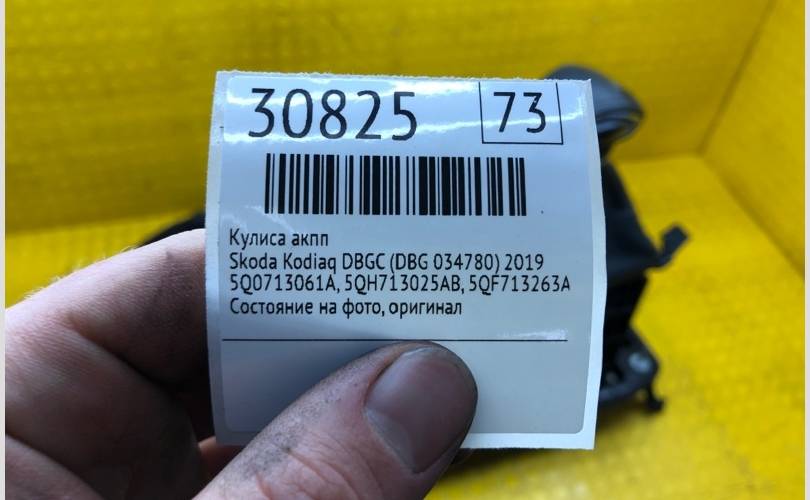 30825 73
Кулиса акпп
Skoda Kodiaq DBGC (DBG 034780) 2019
5Q0713061A, 5QH713025AB, 5QF713263A
Состояние на фото, оригинал